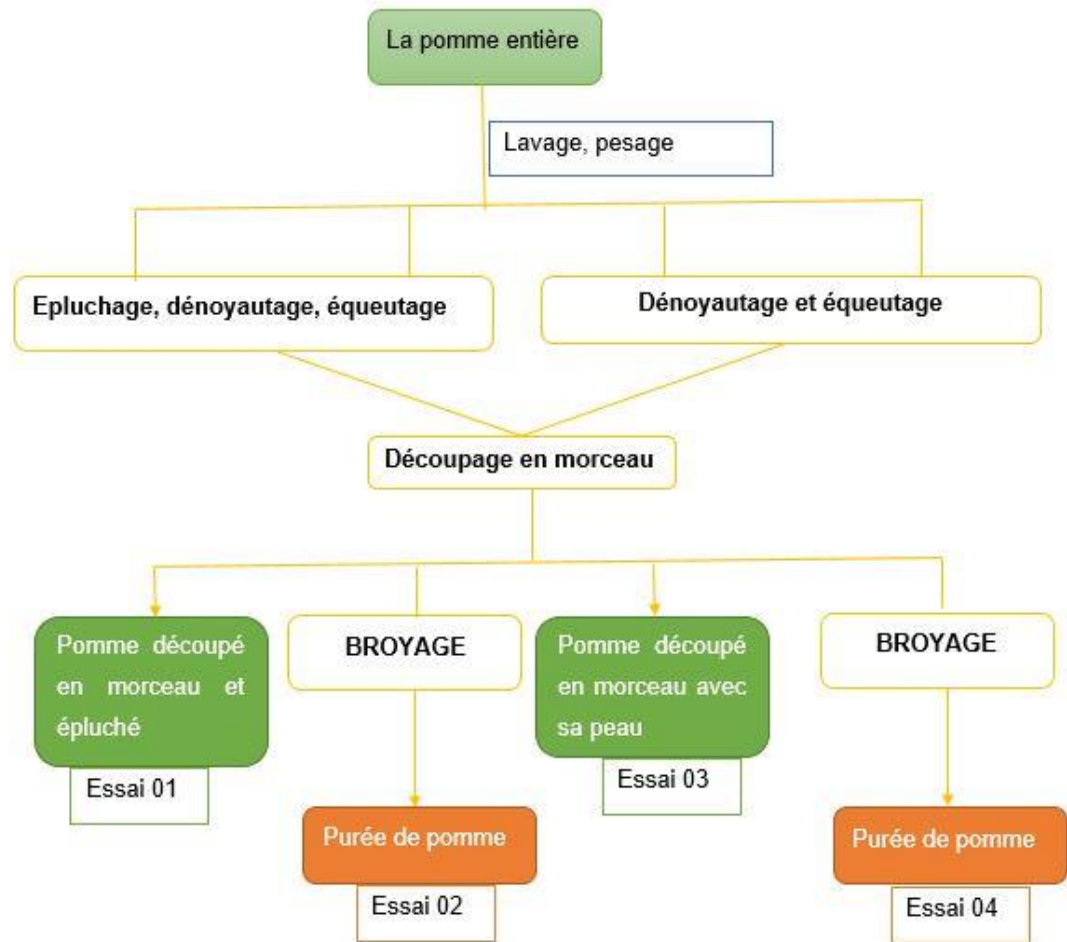 La pomme entière
Lavage, pesage
Epluchage, dénoyautage, équeutage
Dénoyautage et équeutage
Découpage en morceau
Pomme découpé
en morceau et
épluché
Essai 01
BROYAGE
Purée de pomme
Essai 02
Pomme découpé
en morceau avec
sa peau
Essai 03
BROYAGE
Purée de pomme
Essai 04